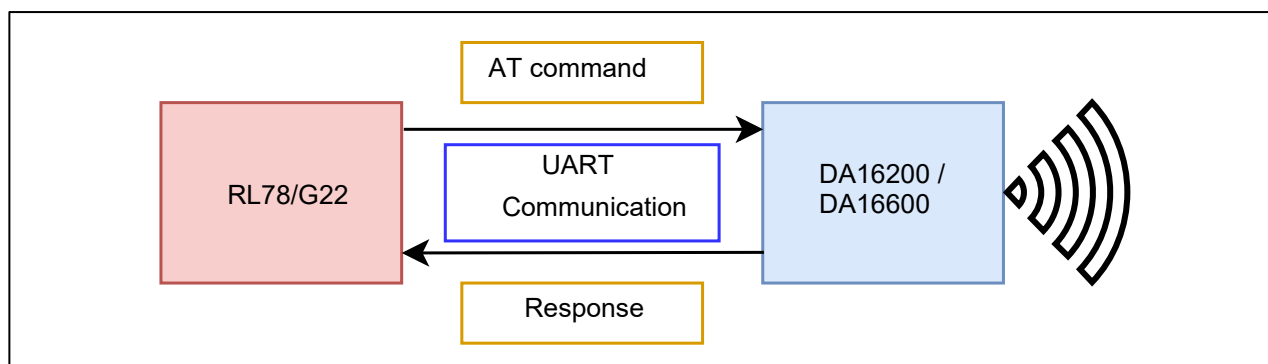 AT command
RL78/G22
UART
Communication
DA16200 /
DA16600
Response